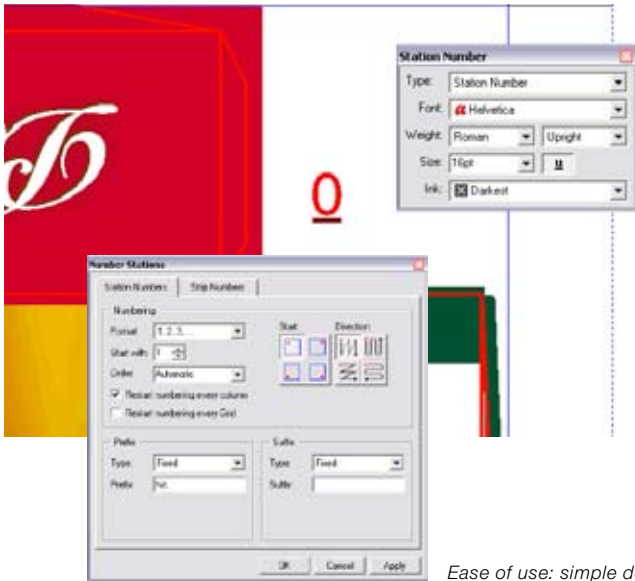 Station Number
Type: Station Number
Font: Helvetica
Weight: Roman Upright
Size: 16pt u
Ink: Darkest
0
Number Stations
Station Numbers Strip Numbers
Numbering
Format 1, 2, 3, ...
Start with: 1
Order: Automatic
Restart numbering every column
Restart numbering every Grid
Start: Direction:
Prefix
Type: Fixed
Prefix:
Suffix
Type: Fixed
Suffix:
OK Cancel Apply
Ease of use: simple d